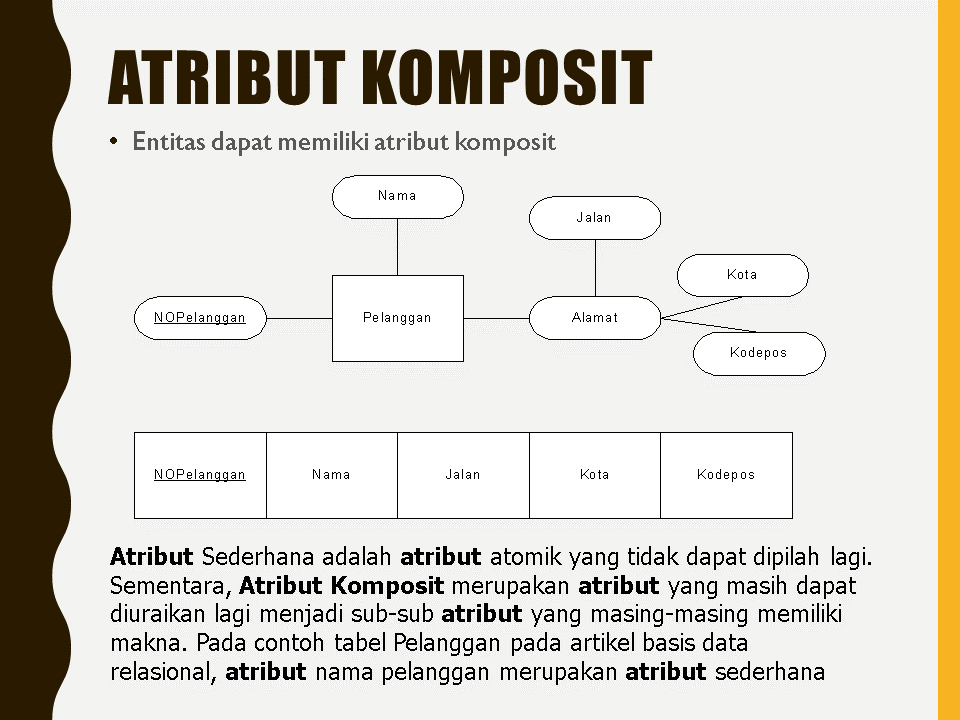 ATRIBUT KOMPOSIT
• Entitas dapat memiliki atribut komposit
Nama
Jalan
Kota
NOPelanggan
Pelanggan
Alamat
Kodepos
NOPelanggan
Nama
Jalan
Kota
Kodepos
Atribut Sederhana adalah atribut atomik yang tidak dapat dipilah lagi.
Sementara, Atribut Komposit merupakan atribut yang masih dapat
diuraikan lagi menjadi sub-sub atribut yang masing-masing memiliki
makna. Pada contoh tabel Pelanggan pada artikel basis data
relasional, atribut nama pelanggan merupakan atribut sederhana